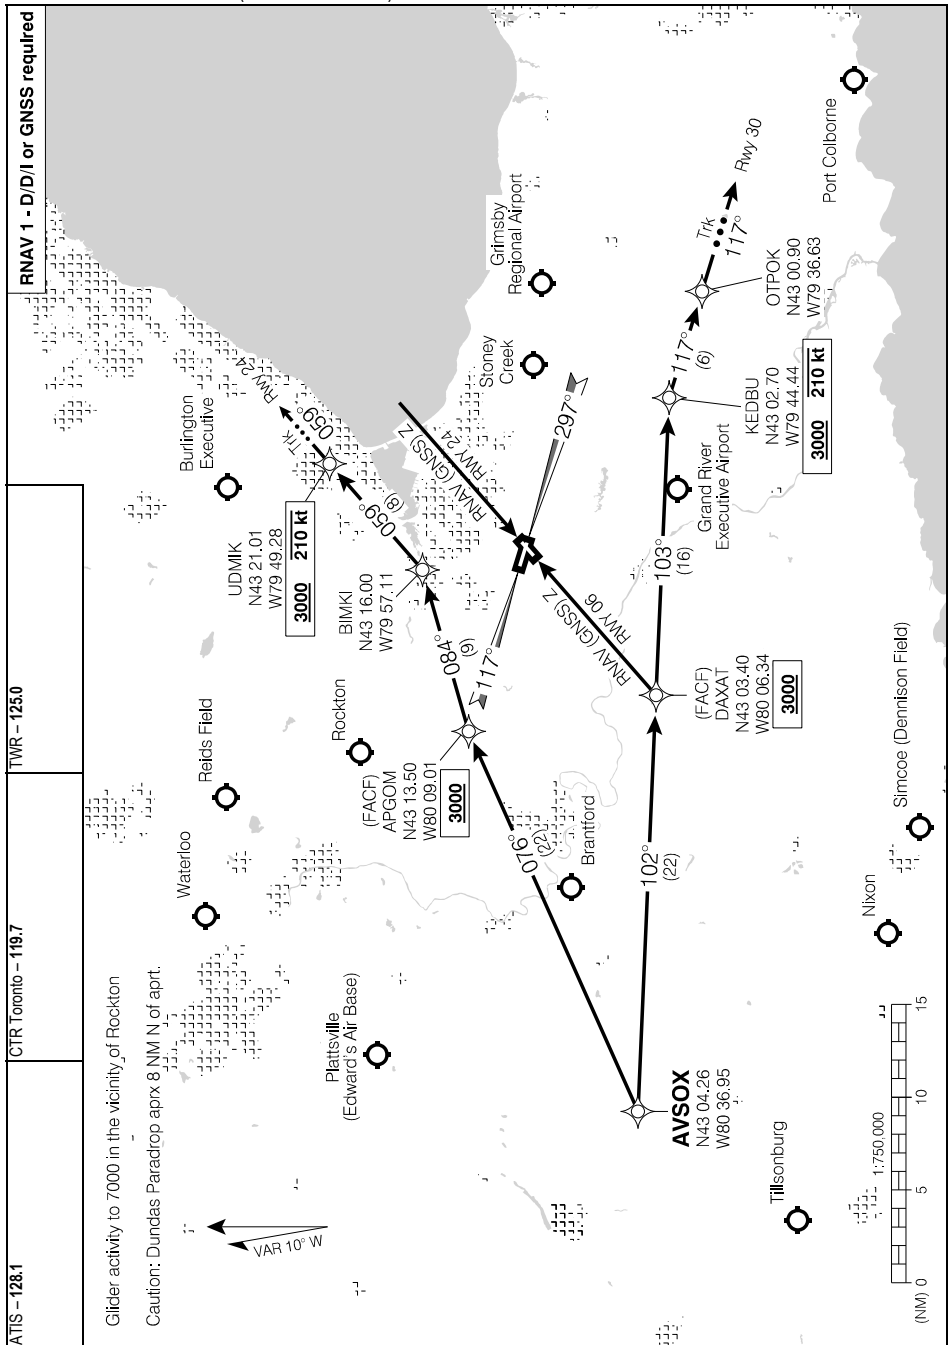 ATIS – 128.1
CTR Toronto – 119.7
TWR – 125.0
RNAV 1 - D/D/I or GNSS required
Glider activity to 7000 in the vicinity of Rockton
Caution: Dundas Paradrop aprx 8 NM N of aprt.
VAR 10° W
Waterloo
Reids Field
Burlington
Executive
Plattsville
(Edward's Air Base)
Rockton
UDMIK
N43 21.01
W79 49.28
3000 210 kt
Trk
059°
Rwy 24
059°
(8)
BIMKI
N43 16.00
W79 57.11
084°
(9)
(FACF)
APGOM
N43 13.50
W80 09.01
3000
117°
297°
RNAV (GNSS) Z
RWY 24
Stoney
Creek
Grimsby
Regional Airport
076°
(22)
Brantford
RNAV (GNSS) Z
RWY 06
AVSOX
N43 04.26
W80 36.95
102°
(22)
(FACF)
DAXAT
N43 03.40
W80 06.34
3000
103°
(16)
Grand River
Executive Airport
KEDBU
N43 02.70
W79 44.44
3000 210 kt
117°
(6)
OTPOK
N43 00.90
W79 36.63
Trk
117°
Rwy 30
Port Colborne
Tillsonburg
Nixon
Simcoe (Dennison Field)
1:750,000
(NM) 0 5 10 15